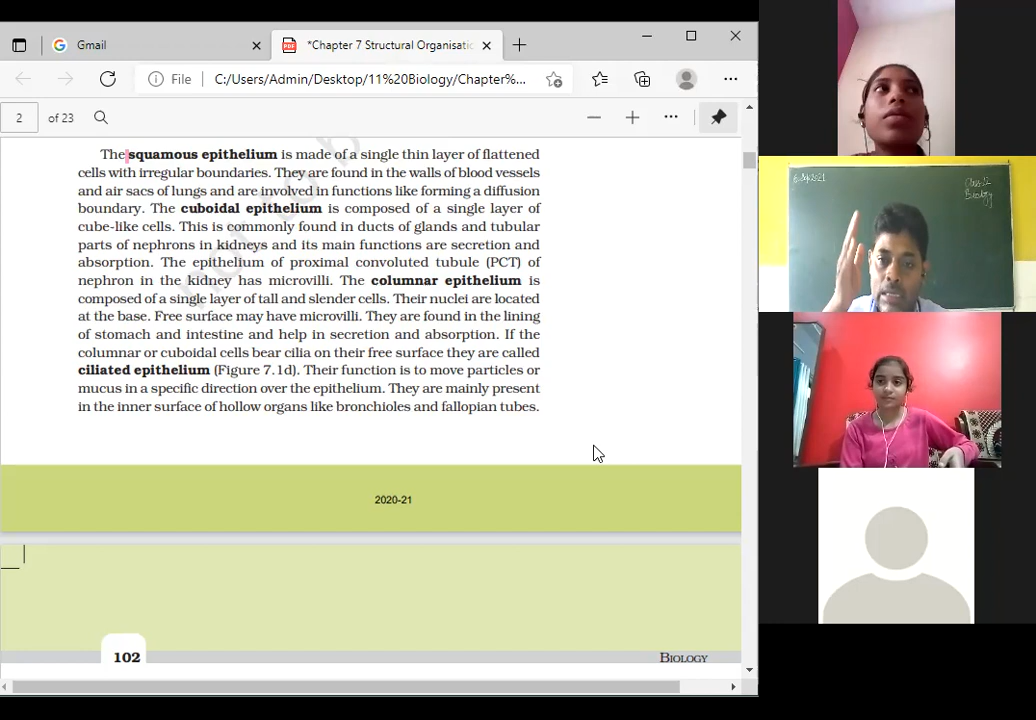 Gmail
*Chapter 7 Structural Organisatio
File
C:/Users/Admin/Desktop/11%20Biology/Chapter%...
2 of 23
The squamous epithelium is made of a single thin layer of flattened
cells with irregular boundaries. They are found in the walls of blood vessels
and air sacs of lungs and are involved in functions like forming a diffusion
boundary. The cuboidal epithelium is composed of a single layer of
cube-like cells. This is commonly found in ducts of glands and tubular
parts of nephrons in kidneys and its main functions are secretion and
absorption. The epithelium of proximal convoluted tubule (PCT) of
nephron in the kidney has microvilli. The columnar epithelium is
composed of a single layer of tall and slender cells. Their nuclei are located
at the base. Free surface may have microvilli. They are found in the lining
of stomach and intestine and help in secretion and absorption. If the
columnar or cuboidal cells bear cilia on their free surface they are called
ciliated epithelium (Figure 7.1d). Their function is to move particles or
mucus in a specific direction over the epithelium. They are mainly present
in the inner surface of hollow organs like bronchioles and fallopian tubes.
not to b
2020-21
102
BIOLOGY
Biology